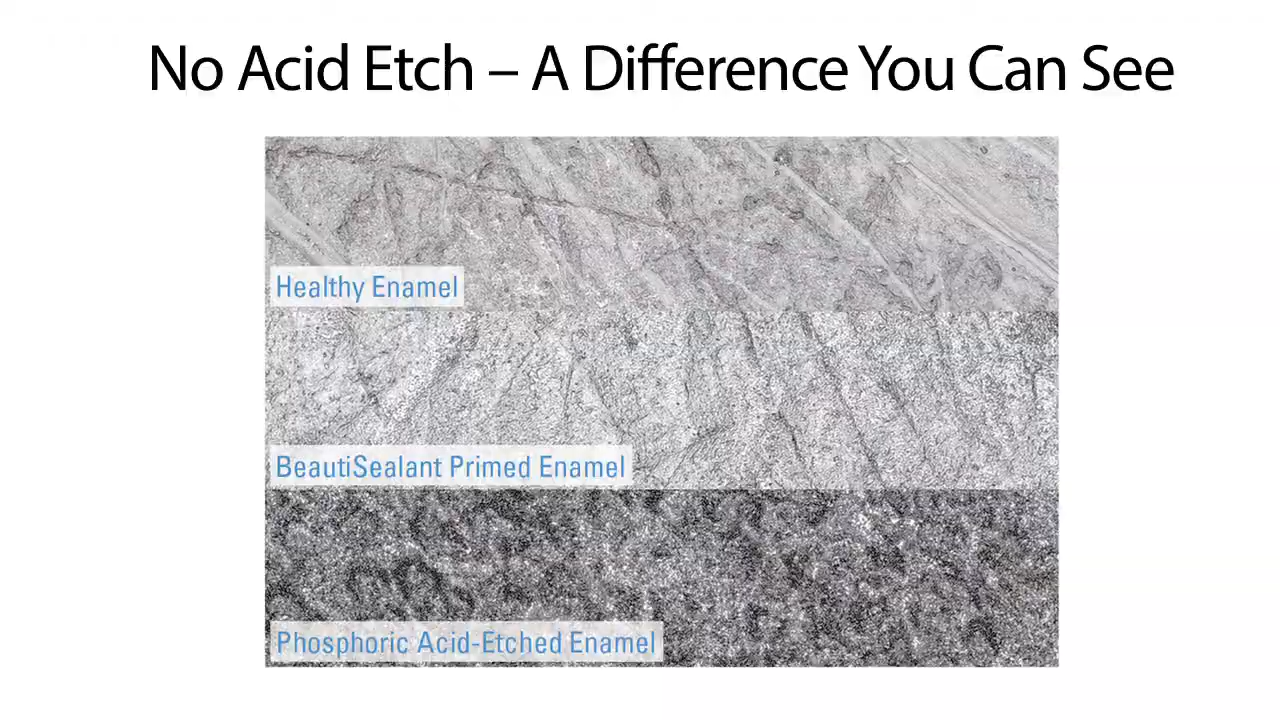 No Acid Etch – A Difference You Can See
Healthy Enamel
BeautiSealant Primed Enamel
Phosphoric Acid-Etched Enamel